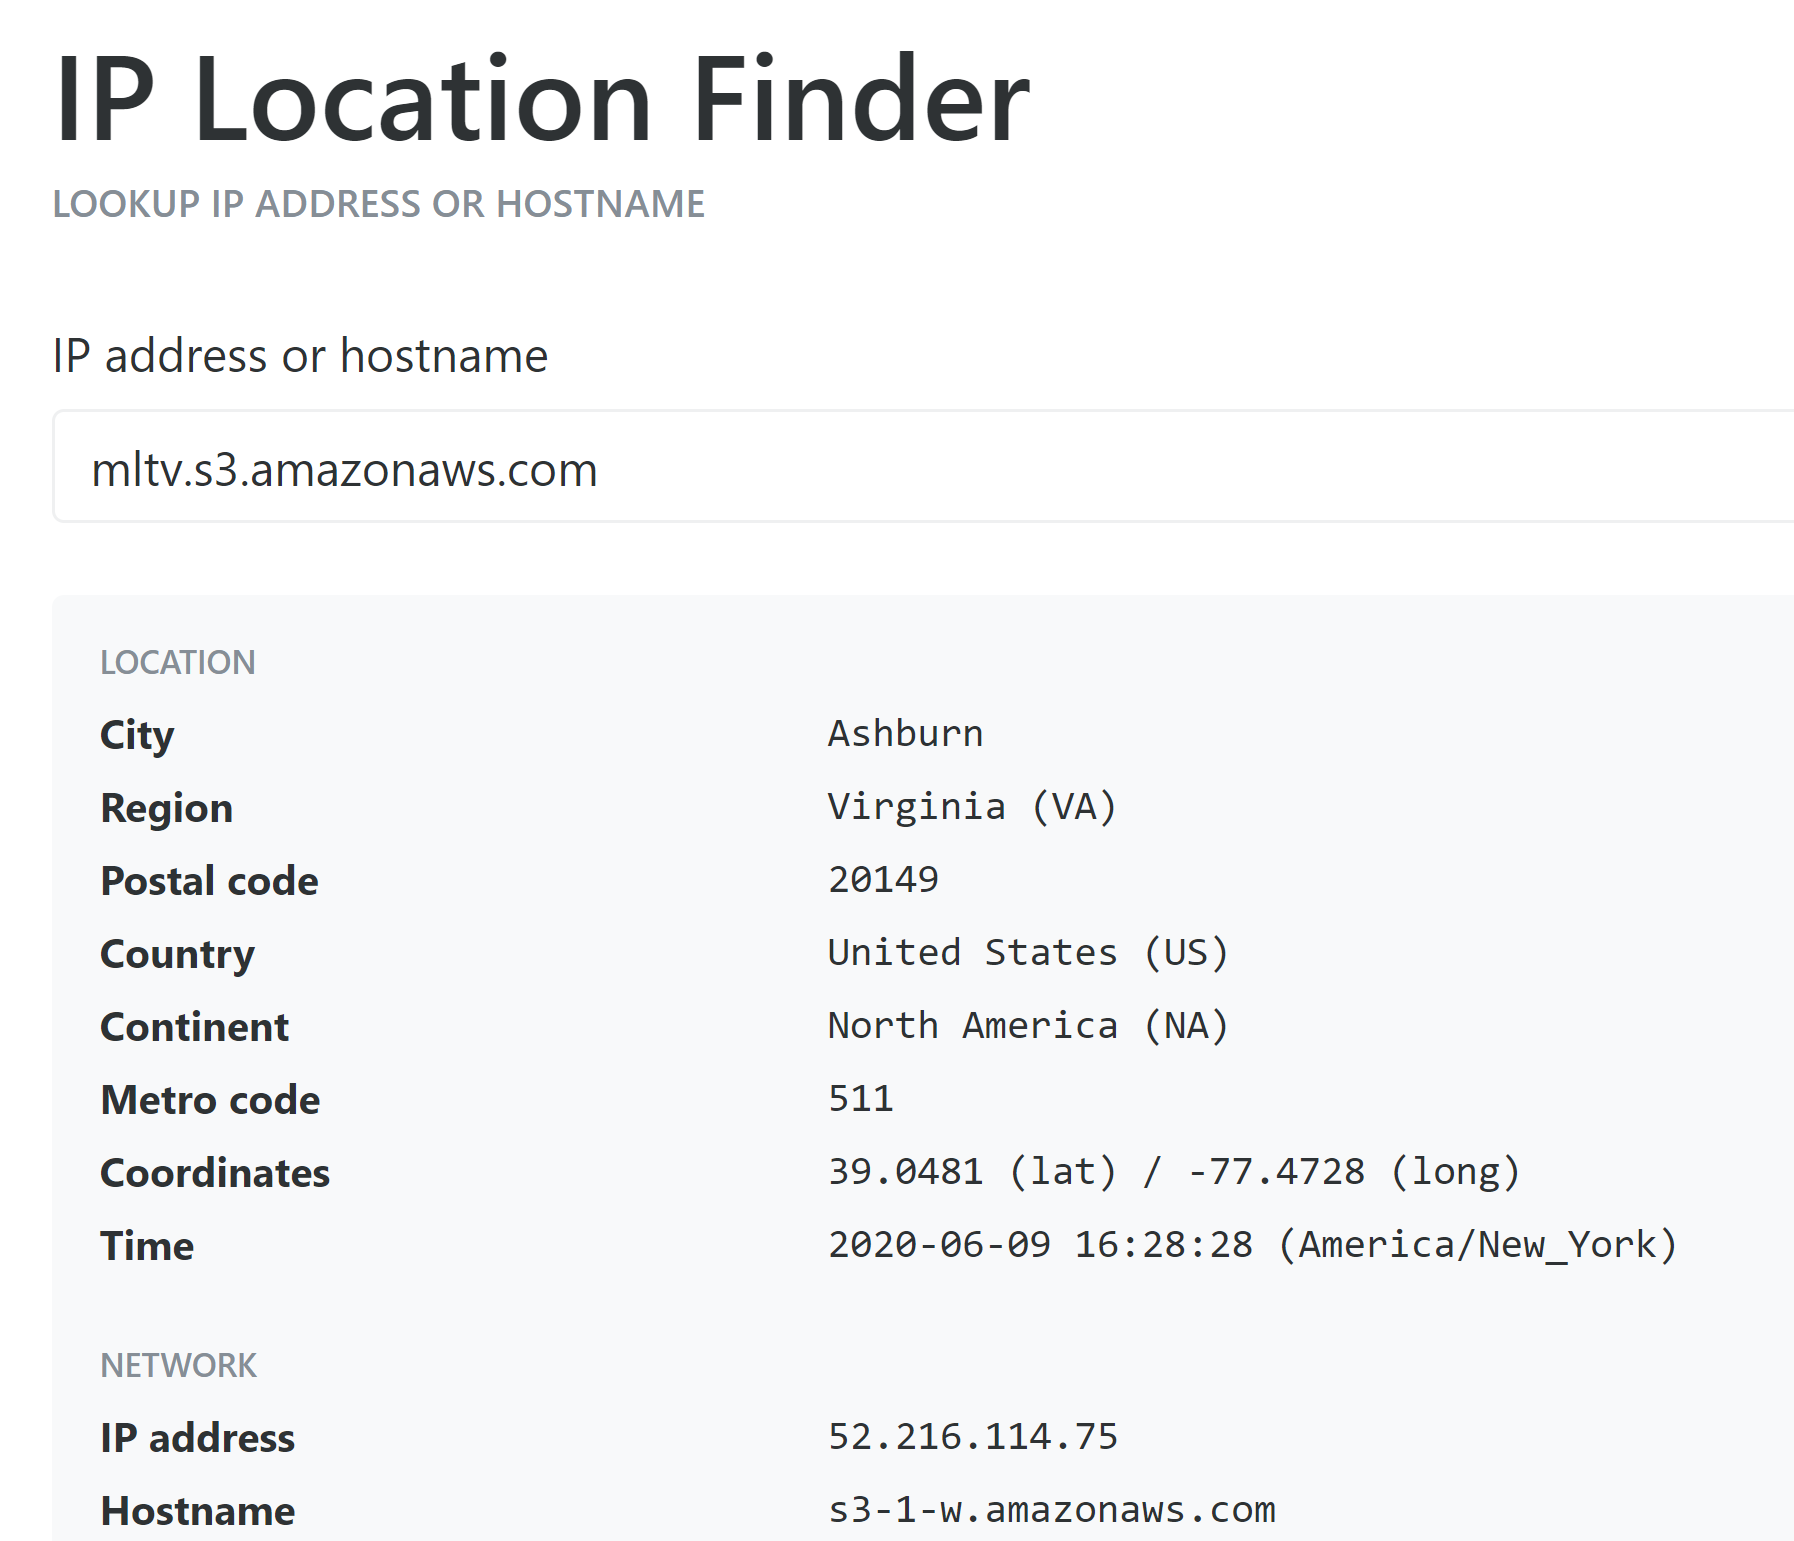 IP Location Finder
LOOKUP IP ADDRESS OR HOSTNAME
IP address or hostname
mltv.s3.amazonaws.com
LOCATION
City Ashburn
Region Virginia (VA)
Postal code 20149
Country United States (US)
Continent North America (NA)
Metro code 511
Coordinates 39.0481 (lat) / -77.4728 (long)
Time 2020-06-09 16:28:28 (America/New_York)
NETWORK
IP address 52.216.114.75
Hostname s3-1-w.amazonaws.com